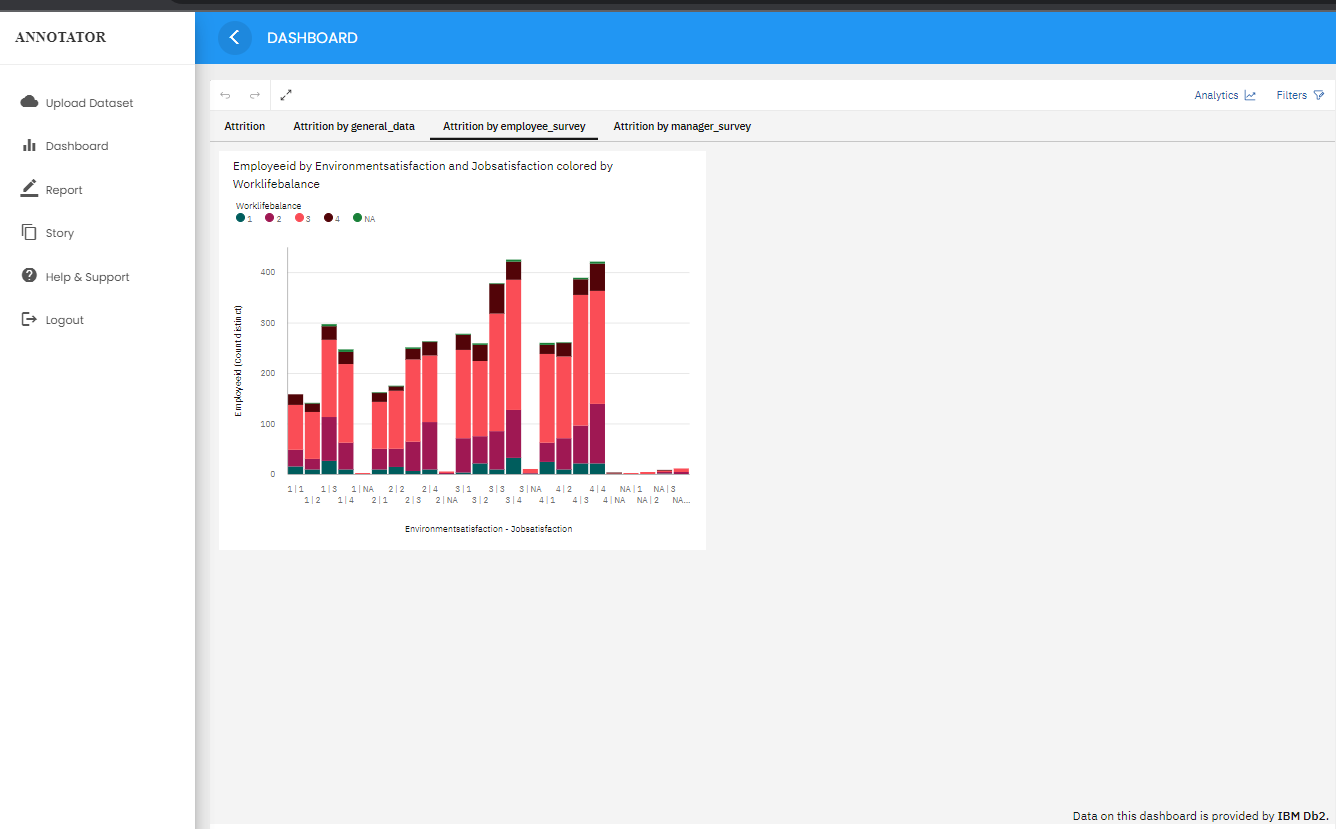 ANNOTATOR
DASHBOARD
Upload Dataset
Dashboard
Report
Story
Help & Support
Logout
Analytics
Filters
Attrition Attrition by general_data Attrition by employee_survey Attrition by manager_survey
Employeeid by Environmentsatisfaction and Jobsatisfaction colored by
Worklifebalance
Worklifebalance
1 2 3 4 NA
Employeeid (Count distinct)
400
300
200
100
0
1 | 1 1 | 3 1 | NA 2 | 2 2 | 4 3 | 1 3 | 3 3 | NA 4 | 2 4 | 4 NA | 1 NA | 3
1 | 2 1 | 4 2 | 1 2 | 3 2 | NA 3 | 2 3 | 4 4 | 1 4 | 3 4 | NA NA | 2 NA...
Environmentsatisfaction - Jobsatisfaction
Data on this dashboard is provided by IBM Db2.